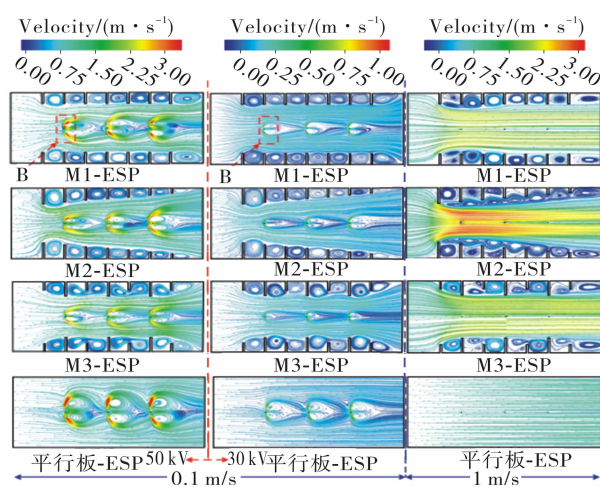 Velocity/(m·s⁻¹) Velocity/(m·s⁻¹) Velocity/(m·s⁻¹)
0.00 0.75 1.50 2.25 3.00 0.00 0.25 0.50 0.75 1.00 0.00 0.75 1.50 2.25 3.00
B M1-ESP B M1-ESP M1-ESP
M2-ESP M2-ESP M2-ESP
M3-ESP M3-ESP M3-ESP
平行板-ESP 50 kV 30 kV 平行板-ESP 平行板-ESP
0.1 m/s 1 m/s